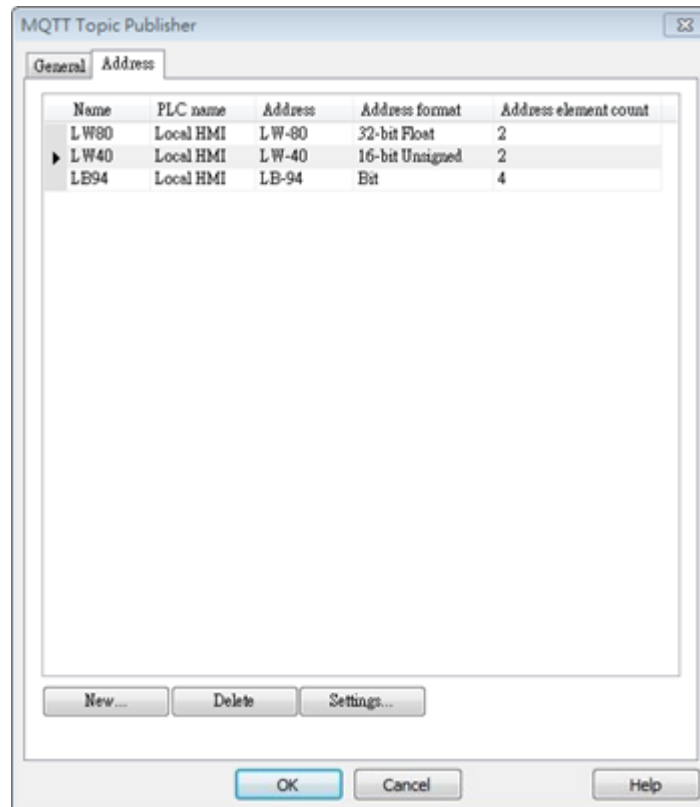 MQTT Topic Publisher
General Address
Name PLC name Address Address format Address element count
LW80 Local HMI LW-80 32-bit Float 2
LW40 Local HMI LW-40 16-bit Unsigned 2
LB94 Local HMI LB-94 Bit 4
New... Delete Settings...
OK Cancel Help